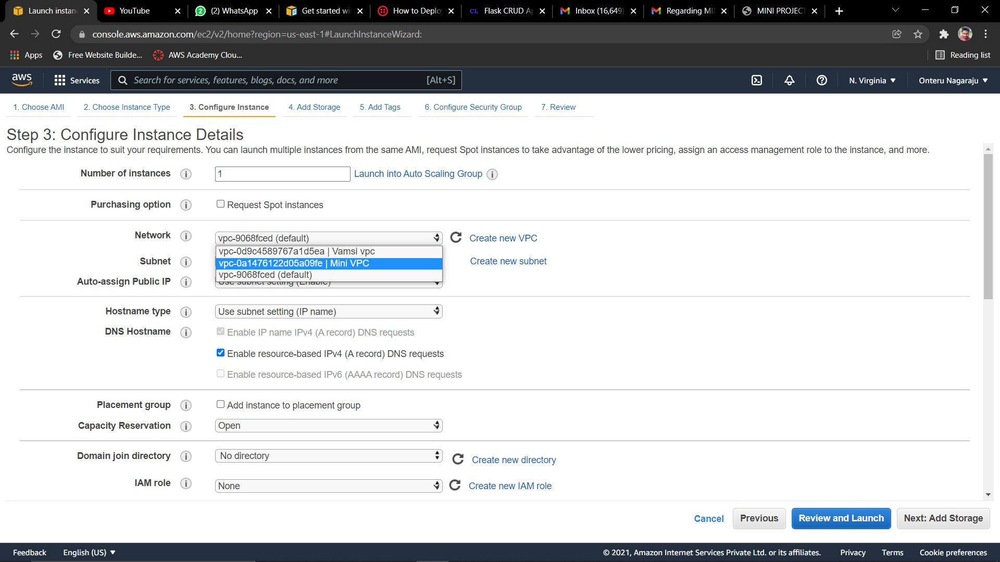 Launch instanc
YouTube
(2) WhatsApp
Get started wi
How to Deplo
CL Flask CRUD Ap
Inbox (16,649)
Regarding MI
MINI PROJECT
console.aws.amazon.com/ec2/v2/home?region=us-east-1#LaunchInstanceWizard:
Apps
Free Website Builde...
AWS Academy Clou...
Reading list
aws
Services
Search for services, features, blogs, docs, and more
[Alt+S]
N. Virginia
Onteru Nagaraju
1. Choose AMI
2. Choose Instance Type
3. Configure Instance
4. Add Storage
5. Add Tags
6. Configure Security Group
7. Review
Step 3: Configure Instance Details
Configure the instance to suit your requirements. You can launch multiple instances from the same AMI, request Spot instances to take advantage of the lower pricing, assign an access management role to the instance, and more.
Number of instances
1
Launch into Auto Scaling Group
Purchasing option
Request Spot instances
Network
vpc-9068fced (default)
Create new VPC
vpc-0d9c4589767a1d5ea | Vamsi vpc
vpc-0a1476122d05a09fe | Mini VPC
vpc-9068fced (default)
Subnet
Create new subnet
Auto-assign Public IP
Use subnet setting (Enable)
Hostname type
Use subnet setting (IP name)
DNS Hostname
Enable IP name IPv4 (A record) DNS requests
Enable resource-based IPv4 (A record) DNS requests
Enable resource-based IPv6 (AAAA record) DNS requests
Placement group
Add instance to placement group
Capacity Reservation
Open
Domain join directory
No directory
Create new directory
IAM role
None
Create new IAM role
Cancel
Previous
Review and Launch
Next: Add Storage
Feedback
English (US)
© 2021, Amazon Internet Services Private Ltd. or its affiliates.
Privacy
Terms
Cookie preferences